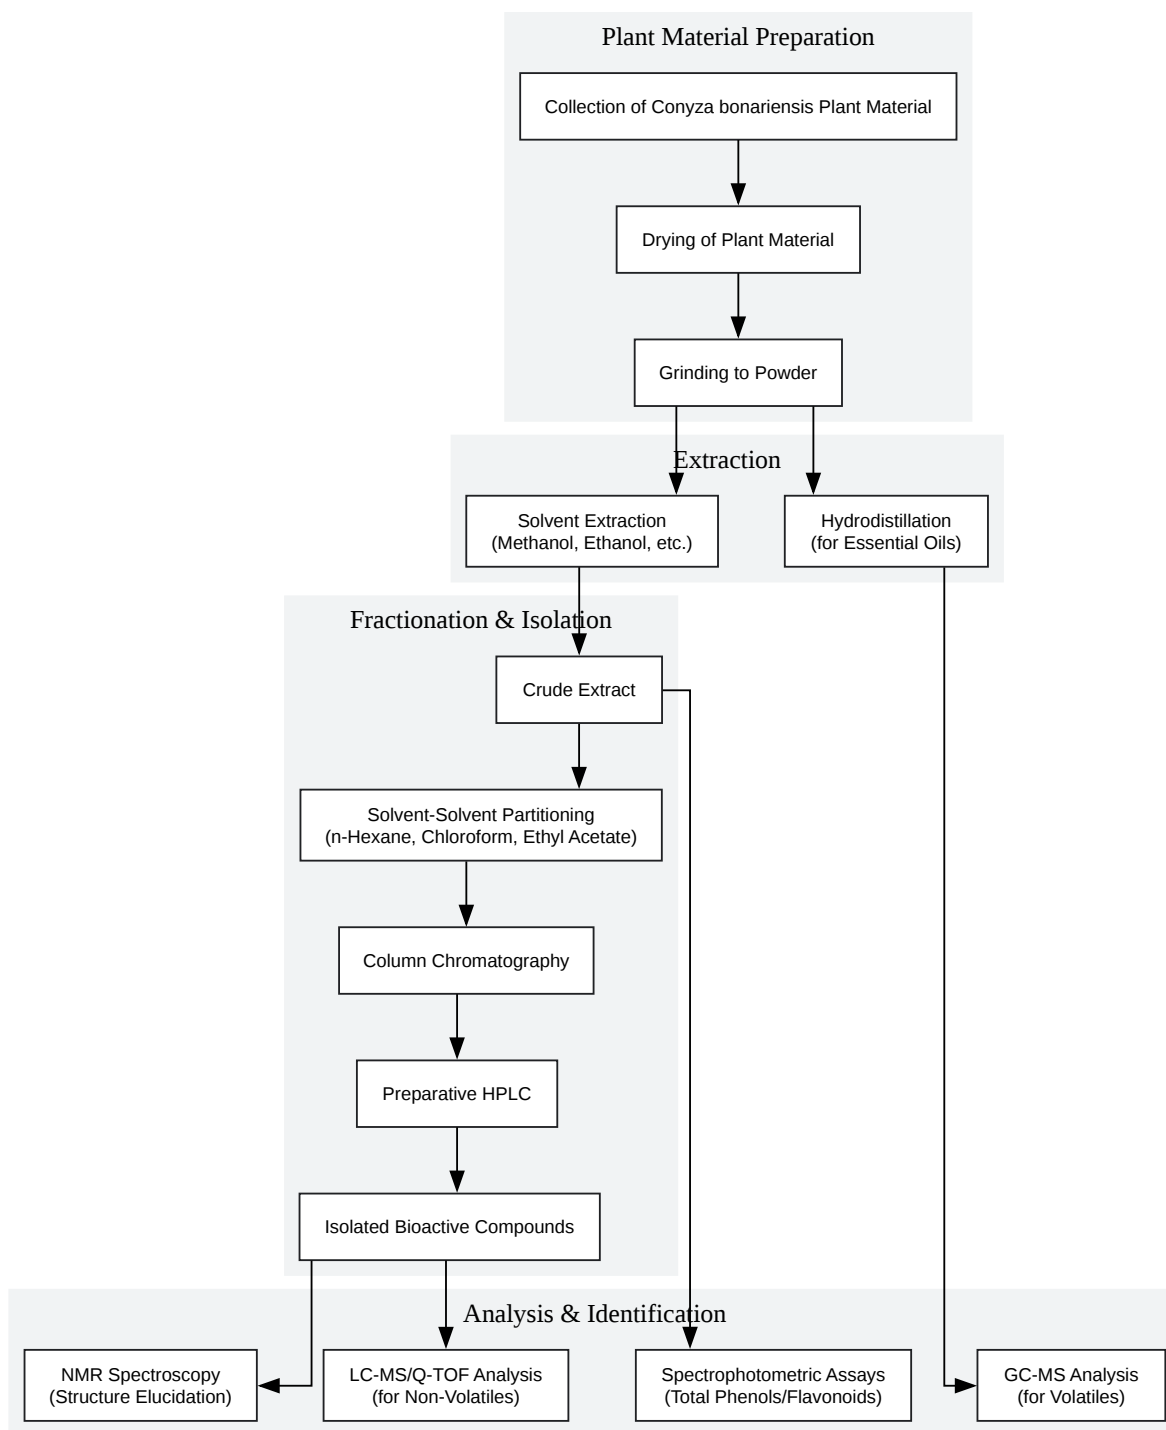 Plant Material Preparation
Collection of Conyza bonariensis Plant Material
Drying of Plant Material
Grinding to Powder
Extraction
Solvent Extraction
(Methanol, Ethanol, etc.)
Hydrodistillation
(for Essential Oils)
Fractionation & Isolation
Crude Extract
Solvent-Solvent Partitioning
(n-Hexane, Chloroform, Ethyl Acetate)
Column Chromatography
Preparative HPLC
Isolated Bioactive Compounds
Analysis & Identification
NMR Spectroscopy
(Structure Elucidation)
LC-MS/Q-TOF Analysis
(for Non-Volatiles)
Spectrophotometric Assays
(Total Phenols/Flavonoids)
GC-MS Analysis
(for Volatiles)